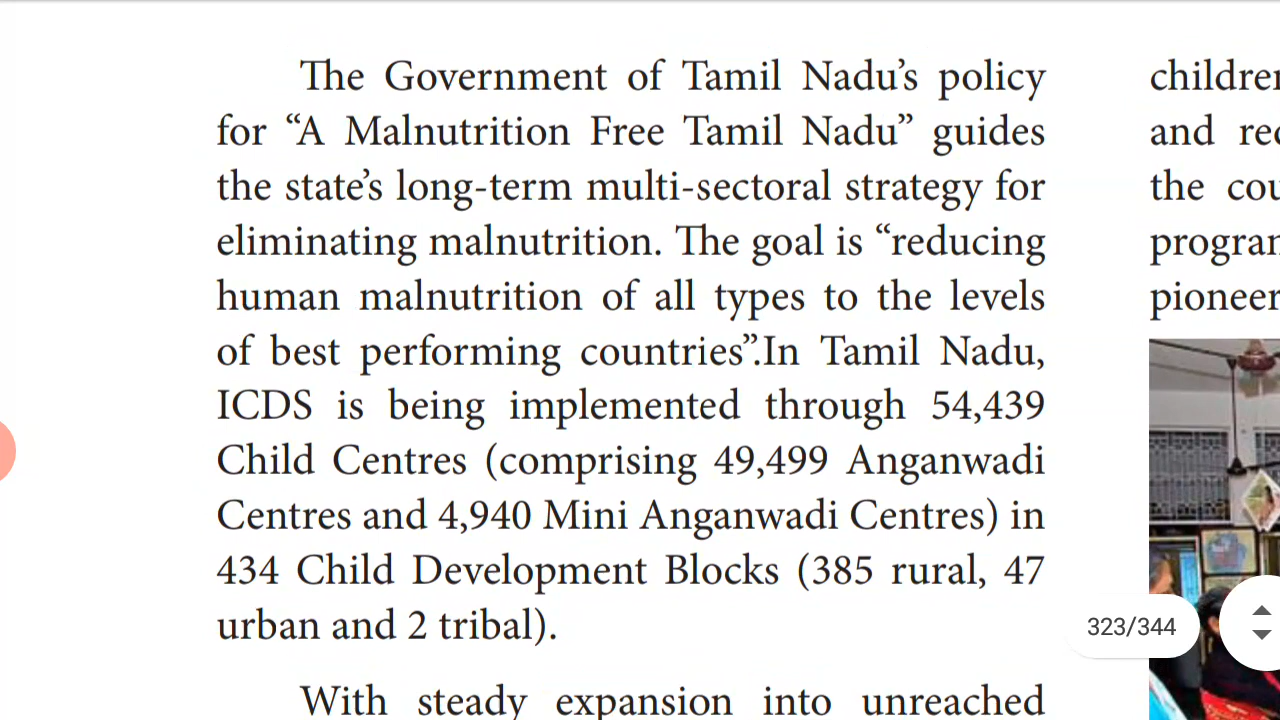 The Government of Tamil Nadu’s policy
for “A Malnutrition Free Tamil Nadu” guides
the state’s long-term multi-sectoral strategy for
eliminating malnutrition. The goal is “reducing
human malnutrition of all types to the levels
of best performing countries”.In Tamil Nadu,
ICDS is being implemented through 54,439
Child Centres (comprising 49,499 Anganwadi
Centres and 4,940 Mini Anganwadi Centres) in
434 Child Development Blocks (385 rural, 47
urban and 2 tribal).
With steady expansion into unreached
and
the
323/344